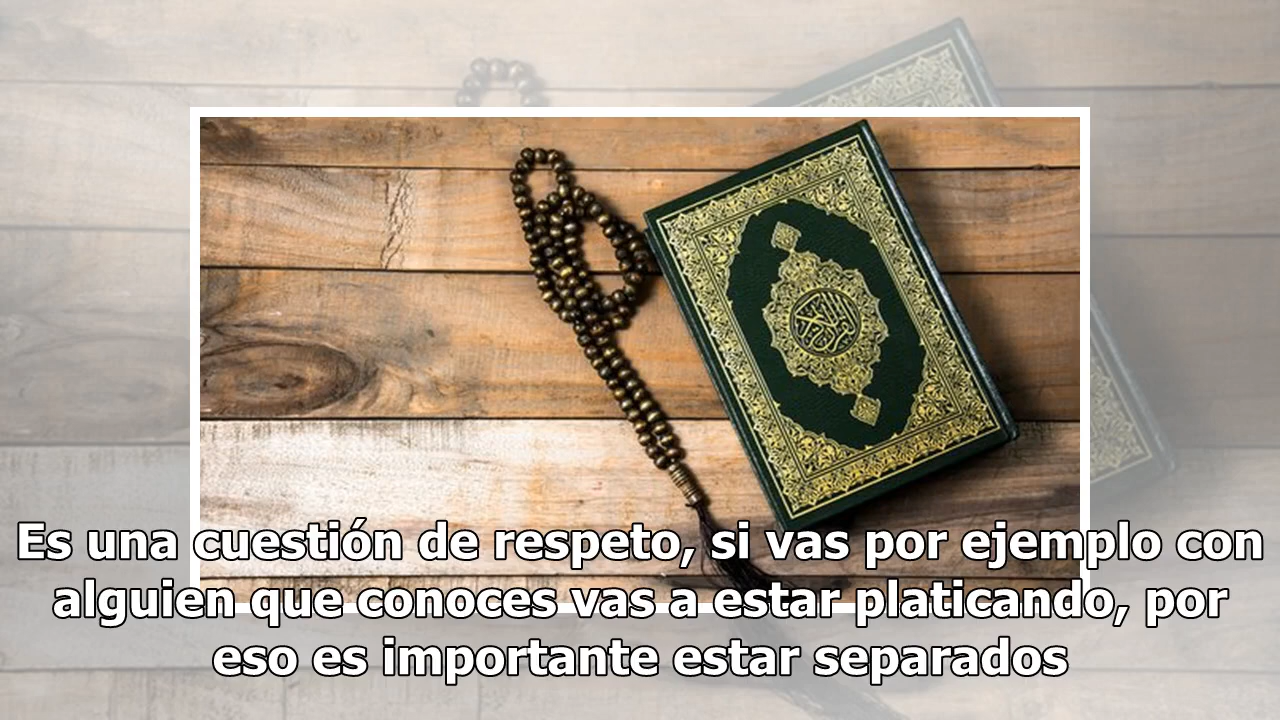 Es una cuestión de respeto, si vas por ejemplo con
alguien que conoces vas a estar platicando, por
eso es importante estar separados